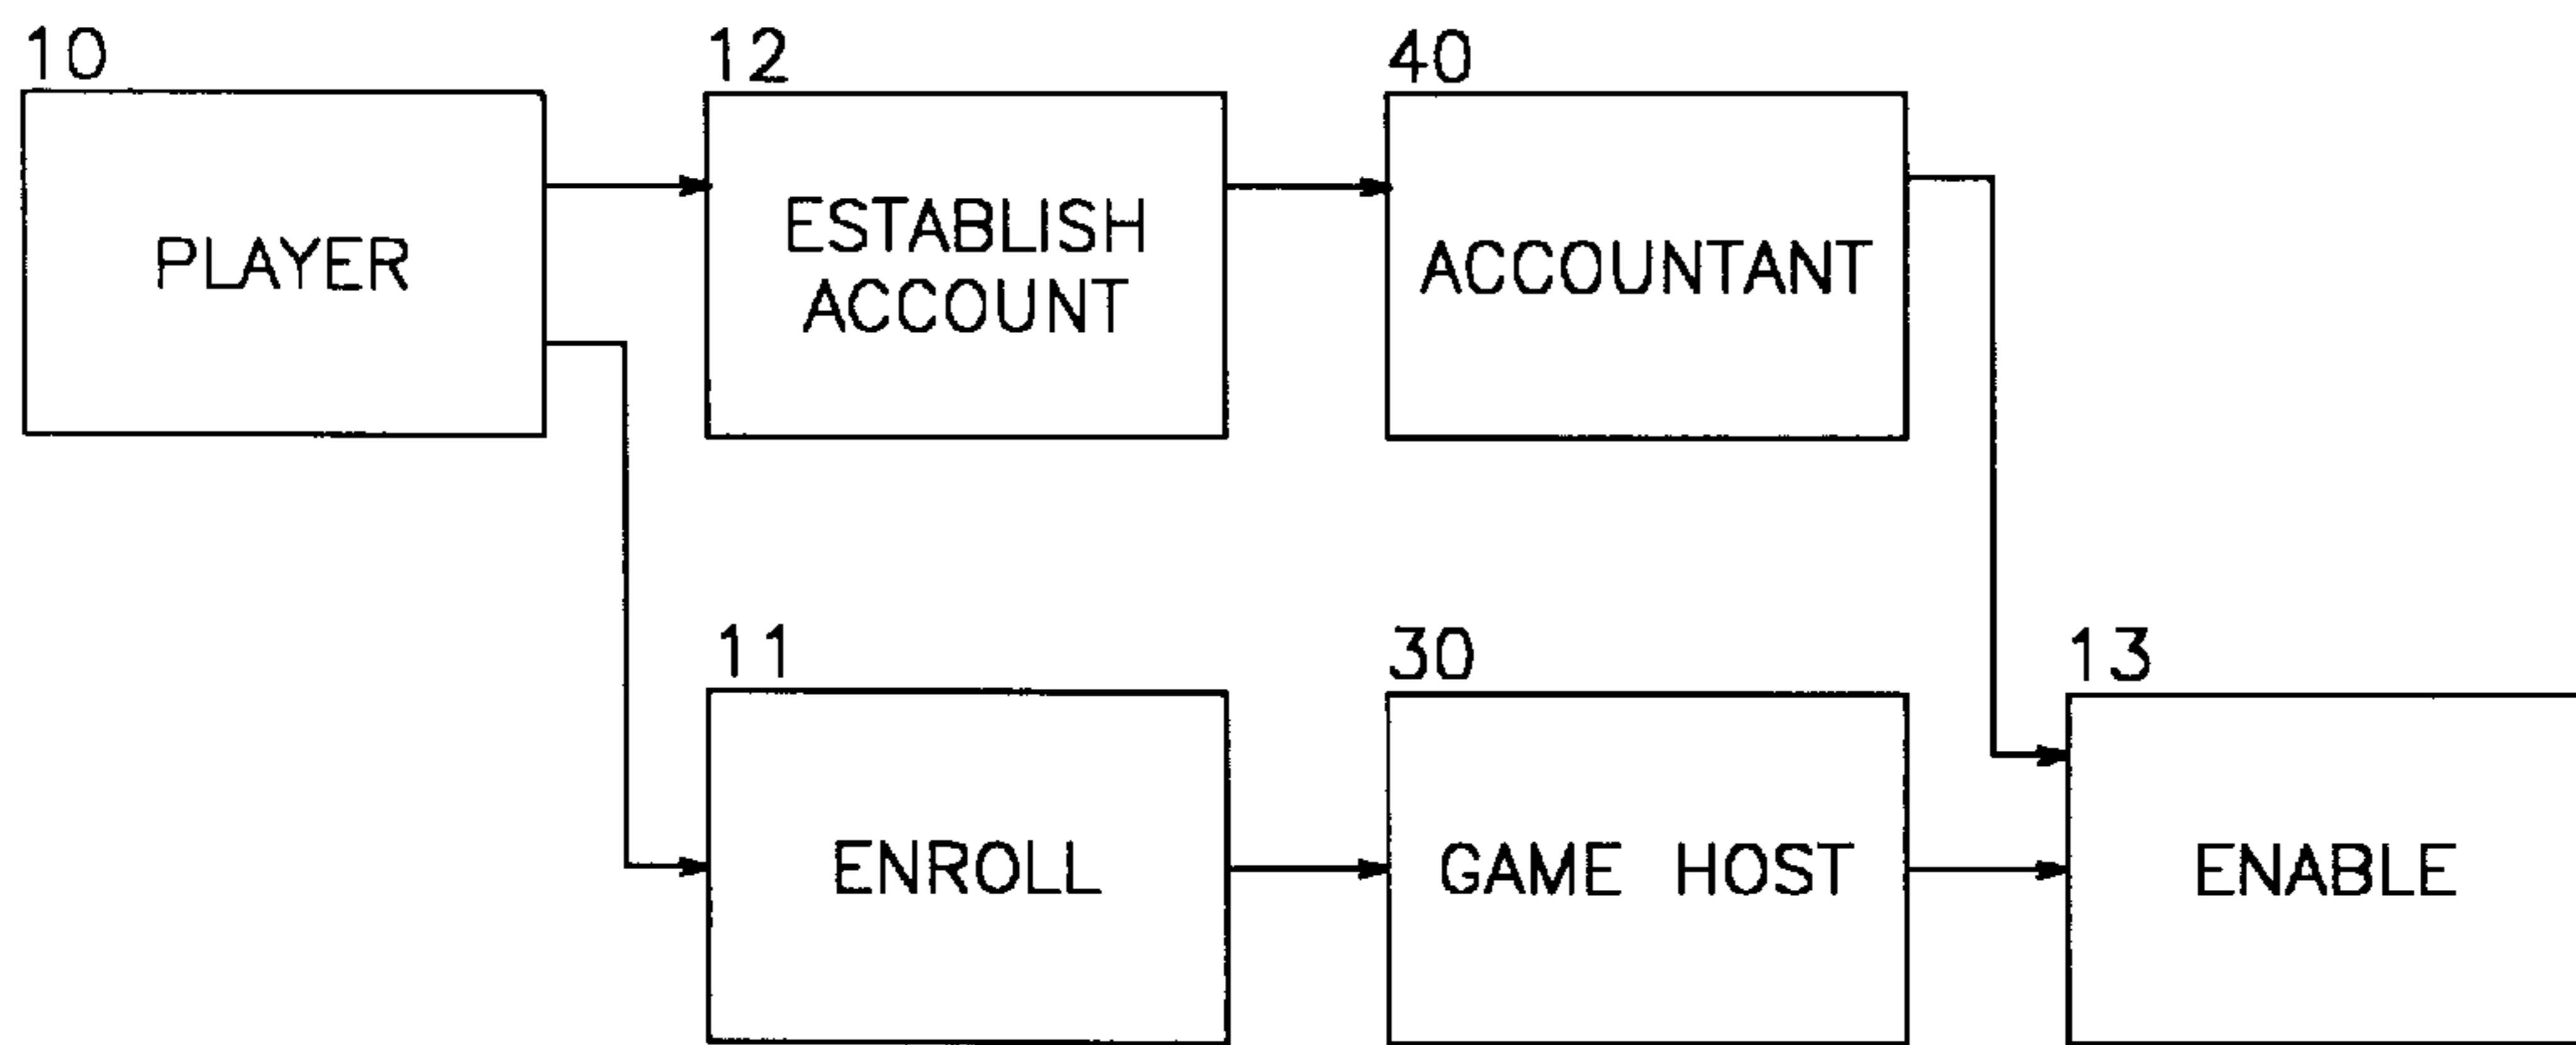 10
PLAYER
12
ESTABLISH
ACCOUNT
40
ACCOUNTANT
11
ENROLL
30
GAME HOST
13
ENABLE